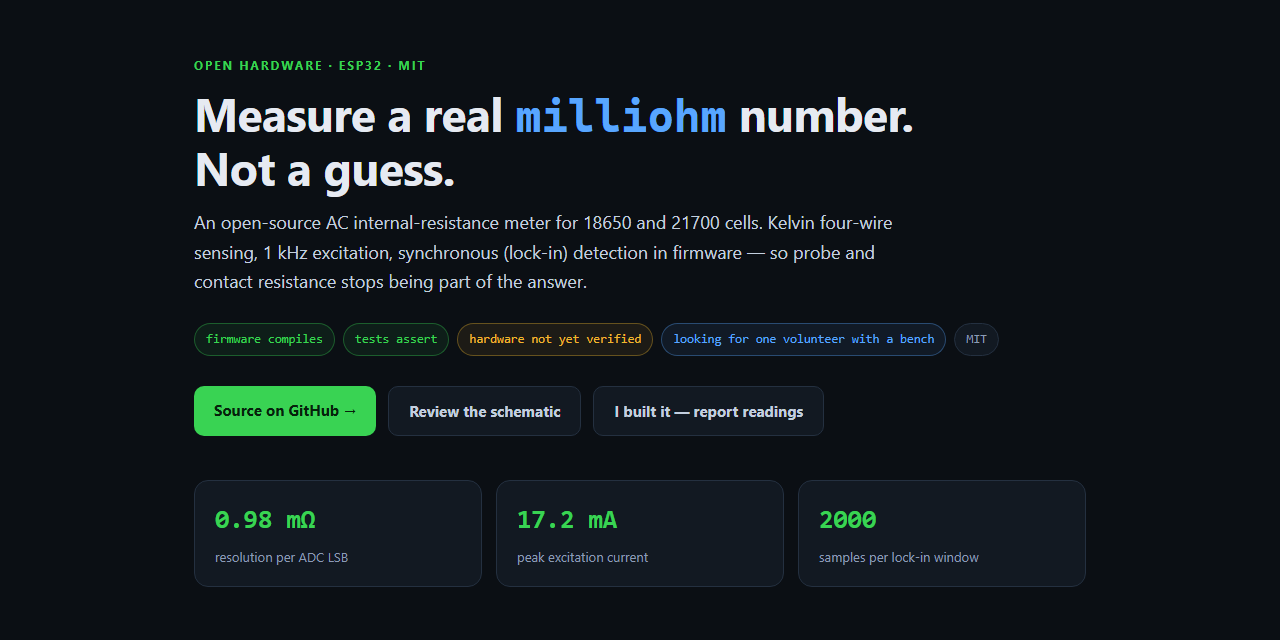 OPEN HARDWARE · ESP32 · MIT
Measure a real milliohm number.
Not a guess.
An open-source AC internal-resistance meter for 18650 and 21700 cells. Kelvin four-wire
sensing, 1 kHz excitation, synchronous (lock-in) detection in firmware — so probe and
contact resistance stops being part of the answer.
firmware compiles tests assert hardware not yet verified looking for one volunteer with a bench MIT
Source on GitHub → Review the schematic I built it — report readings
0.98 mΩ 17.2 mA 2000
resolution per ADC LSB peak excitation current samples per lock-in window